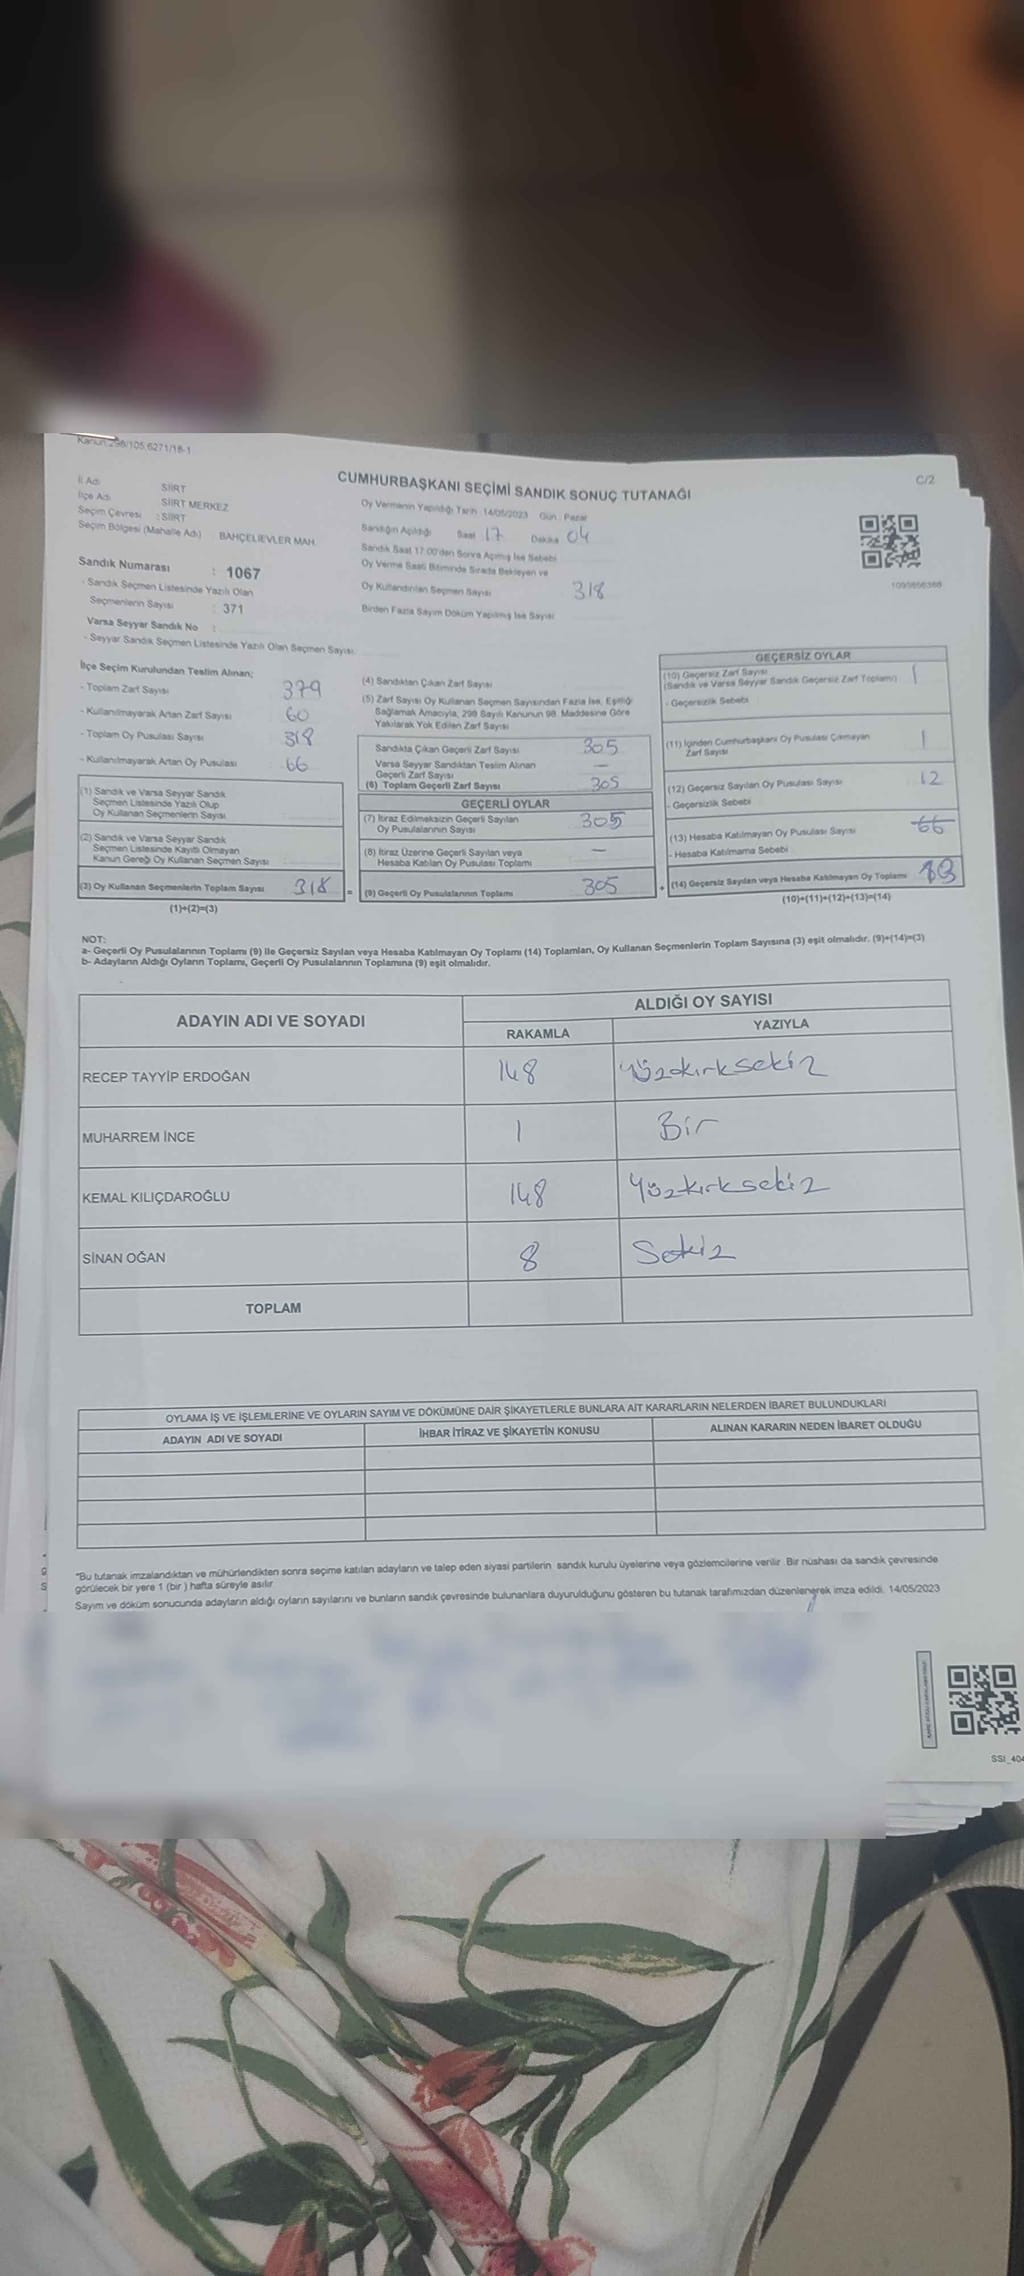 Kanun:298/105,6271/18-1
C/2
CUMHURBAŞKANI SEÇİMİ SANDIK SONUÇ TUTANAĞI
İl Adı SİİRT
İlçe Adı SİİRT MERKEZ
Seçim Çevresi : SİİRT
Seçim Bölgesi (Mahalle Adı) BAHÇELİEVLER MAH.
Sandık Numarası : 1067
- Sandık Seçmen Listesinde Yazılı Olan
Seçmenlerin Sayısı : 371
Varsa Seyyar Sandık No :
- Seyyar Sandık Seçmen Listesinde Yazılı Olan Seçmen Sayısı
Oy Vermenin Yapıldığı Tarih 14/05/2023 Gün : Pazar
Sandığın Açıldığı Saat 17 Dakika 04
Sandık Saat 17.00'den Sonra Açılmış İse Sebebi
Oy Verme Saati Bitiminde Sırada Bekleyen ve
Oy Kullandırılan Seçmen Sayısı 318
Birden Fazla Sayım Döküm Yapılmış İse Sayısı
İlçe Seçim Kurulundan Teslim Alınan;
- Toplam Zarf Sayısı 379
- Kullanılmayarak Artan Zarf Sayısı 60
- Toplam Oy Pusulası Sayısı 318
- Kullanılmayarak Artan Oy Pusulası 66
(1) Sandık ve Varsa Seyyar Sandık
Seçmen Listesinde Yazılı Olup
Oy Kullanan Seçmenlerin Sayısı
(2) Sandık ve Varsa Seyyar Sandık
Seçmen Listesinde Kayıtlı Olmayan
Kanun Gereği Oy Kullanan Seçmen Sayısı
(3) Oy Kullanan Seçmenlerin Toplam Sayısı 318 =
(1)+(2)=(3)
(4) Sandıktan Çıkan Zarf Sayısı
(5) Zarf Sayısı Oy Kullanan Seçmen Sayısından Fazla İse, Eşitliği
Sağlamak Amacıyla, 298 Sayılı Kanunun 98. Maddesine Göre
Yakılarak Yok Edilen Zarf Sayısı
Sandıkta Çıkan Geçerli Zarf Sayısı 305
Varsa Seyyar Sandıktan Teslim Alınan
Geçerli Zarf Sayısı —
(6) Toplam Geçerli Zarf Sayısı 305
GEÇERLİ OYLAR
(7) İtiraz Edilmeksizin Geçerli Sayılan
Oy Pusulalarının Sayısı 305
(8) İtiraz Üzerine Geçerli Sayılan veya
Hesaba Katılan Oy Pusulası Toplamı —
(9) Geçerli Oy Pusulalarının Toplamı 305 +
GEÇERSİZ OYLAR
(10) Geçersiz Zarf Sayısı 1
(Sandık ve Varsa Seyyar Sandık Geçersiz Zarf Toplamı)
- Geçersizlik Sebebi
(11) İçinden Cumhurbaşkanı Oy Pusulası Çıkmayan 1
Zarf Sayısı
(12) Geçersiz Sayılan Oy Pusulası Sayısı 12
- Geçersizlik Sebebi
(13) Hesaba Katılmayan Oy Pusulası Sayısı 66
- Hesaba Katılmama Sebebi
(14) Geçersiz Sayılan veya Hesaba Katılmayan Oy Toplamı
(10)+(11)+(12)+(13)=(14)
NOT:
a- Geçerli Oy Pusulalarının Toplamı (9) İle Geçersiz Sayılan veya Hesaba Katılmayan Oy Toplamı (14) Toplamları, Oy Kullanan Seçmenlerin Toplam Sayısına (3) eşit olmalıdır. (9)+(14)=(3)
b- Adayların Aldığı Oyların Toplamı, Geçerli Oy Pusulalarının Toplamına (9) eşit olmalıdır.
ADAYIN ADI VE SOYADI
ALDIĞI OY SAYISI
RAKAMLA YAZIYLA
RECEP TAYYİP ERDOĞAN 148 Yüzkırksekiz
MUHARREM İNCE 1 Bir
KEMAL KILIÇDAROĞLU 148 Yüzkırksekiz
SİNAN OĞAN 8 Sekiz
TOPLAM
OYLAMA İŞ VE İŞLEMLERİNE VE OYLARIN SAYIM VE DÖKÜMÜNE DAİR ŞİKAYETLERLE BUNLARA AİT KARARLARIN NELERDEN İBARET BULUNDUKLARI
ADAYIN ADI VE SOYADI
İHBAR İTİRAZ VE ŞİKAYETİN KONUSU
ALINAN KARARIN NEDEN İBARET OLDUĞU
*Bu tutanak imzalandıktan ve mühürlendikten sonra seçime katılan adayların ve talep eden siyasi partilerin sandık kurulu üyelerine veya gözlemcilerine verilir. Bir nüshası da sandık çevresinde
görülecek bir yere 1 (bir ) hafta süreyle asılır.
Sayım ve döküm sonucunda adayların aldığı oyların sayılarını ve bunların sandık çevresinde bulunanlara duyurulduğunu gösteren bu tutanak tarafımızdan düzenlenerek imza edildi. 14/05/2023
SSI_404